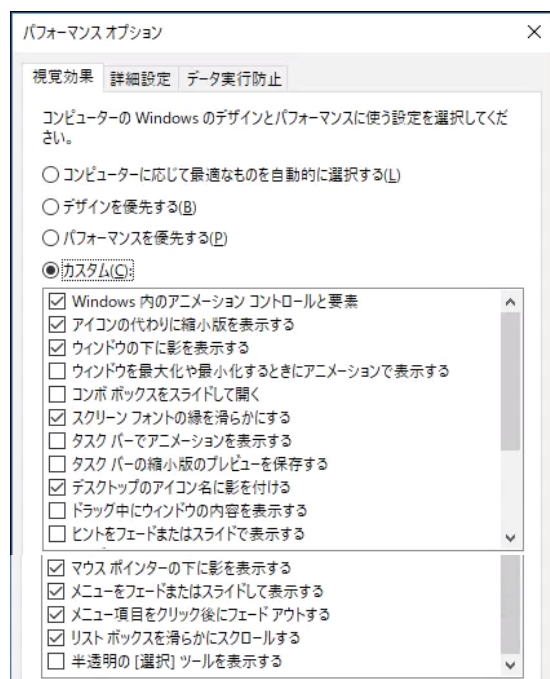 パフォーマンス オプション
視覚効果 詳細設定 データ実行防止
コンピューターの Windows のデザインとパフォーマンスに使う設定を選択してくだ
さい。
コンピューターに応じて最適なものを自動的に選択する(L)
デザインを優先する(B)
パフォーマンスを優先する(P)
カスタム(C):
Windows 内のアニメーション コントロールと要素
アイコンの代わりに縮小版を表示する
ウィンドウの下に影を表示する
ウィンドウを最大化や最小化するときにアニメーションで表示する
コンボ ボックスをスライドして開く
スクリーン フォントの縁を滑らかにする
タスク バーでアニメーションを表示する
タスク バーの縮小版のプレビューを保存する
デスクトップのアイコン名に影を付ける
ドラッグ中にウィンドウの内容を表示する
ヒントをフェードまたはスライドで表示する
マウス ポインターの下に影を表示する
メニューをフェードまたはスライドして表示する
メニュー項目をクリック後にフェード アウトする
リスト ボックスを滑らかにスクロールする
半透明の [選択] ツールを表示する